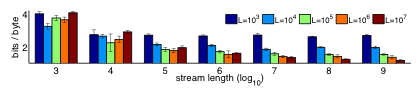 bits / byte
4
2
L=10³ L=10⁴ L=10⁵ L=10⁶ L=10⁷
3 4 5 6 7 8 9
stream length (log₁₀)